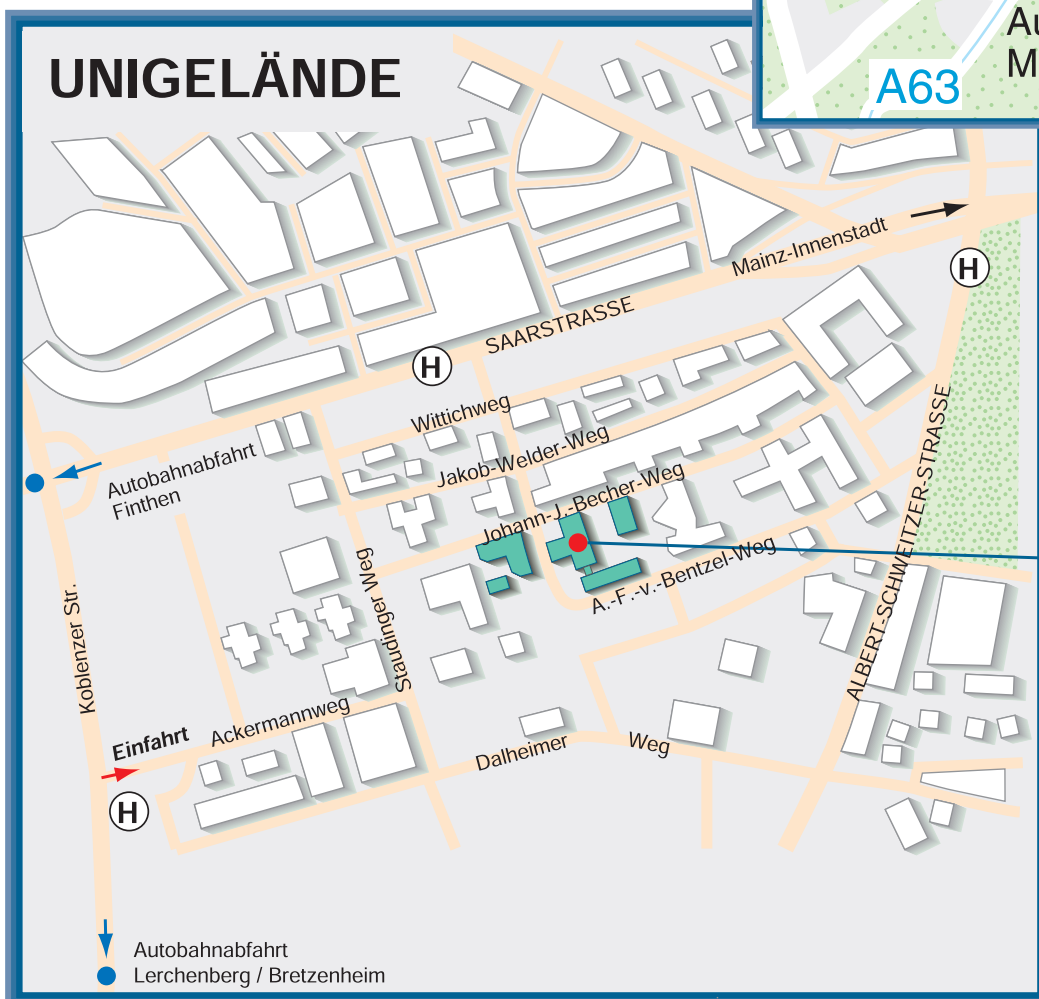 UNIGELÄNDE
A63
Mainz-Innenstadt
H
SAARSTRASSE
H
Wittichweg
Jakob-Welder-Weg
Autobahnabfahrt
Finthen
Johann-J.-Becher-Weg
A.-F.-v.-Bentzel-Weg
ALBERT-SCHWEITZER-STRASSE
Koblenzer Str.
Staudinger Weg
Einfahrt
Ackermannweg
Dalheimer Weg
H
Autobahnabfahrt
Lerchenberg / Bretzenheim